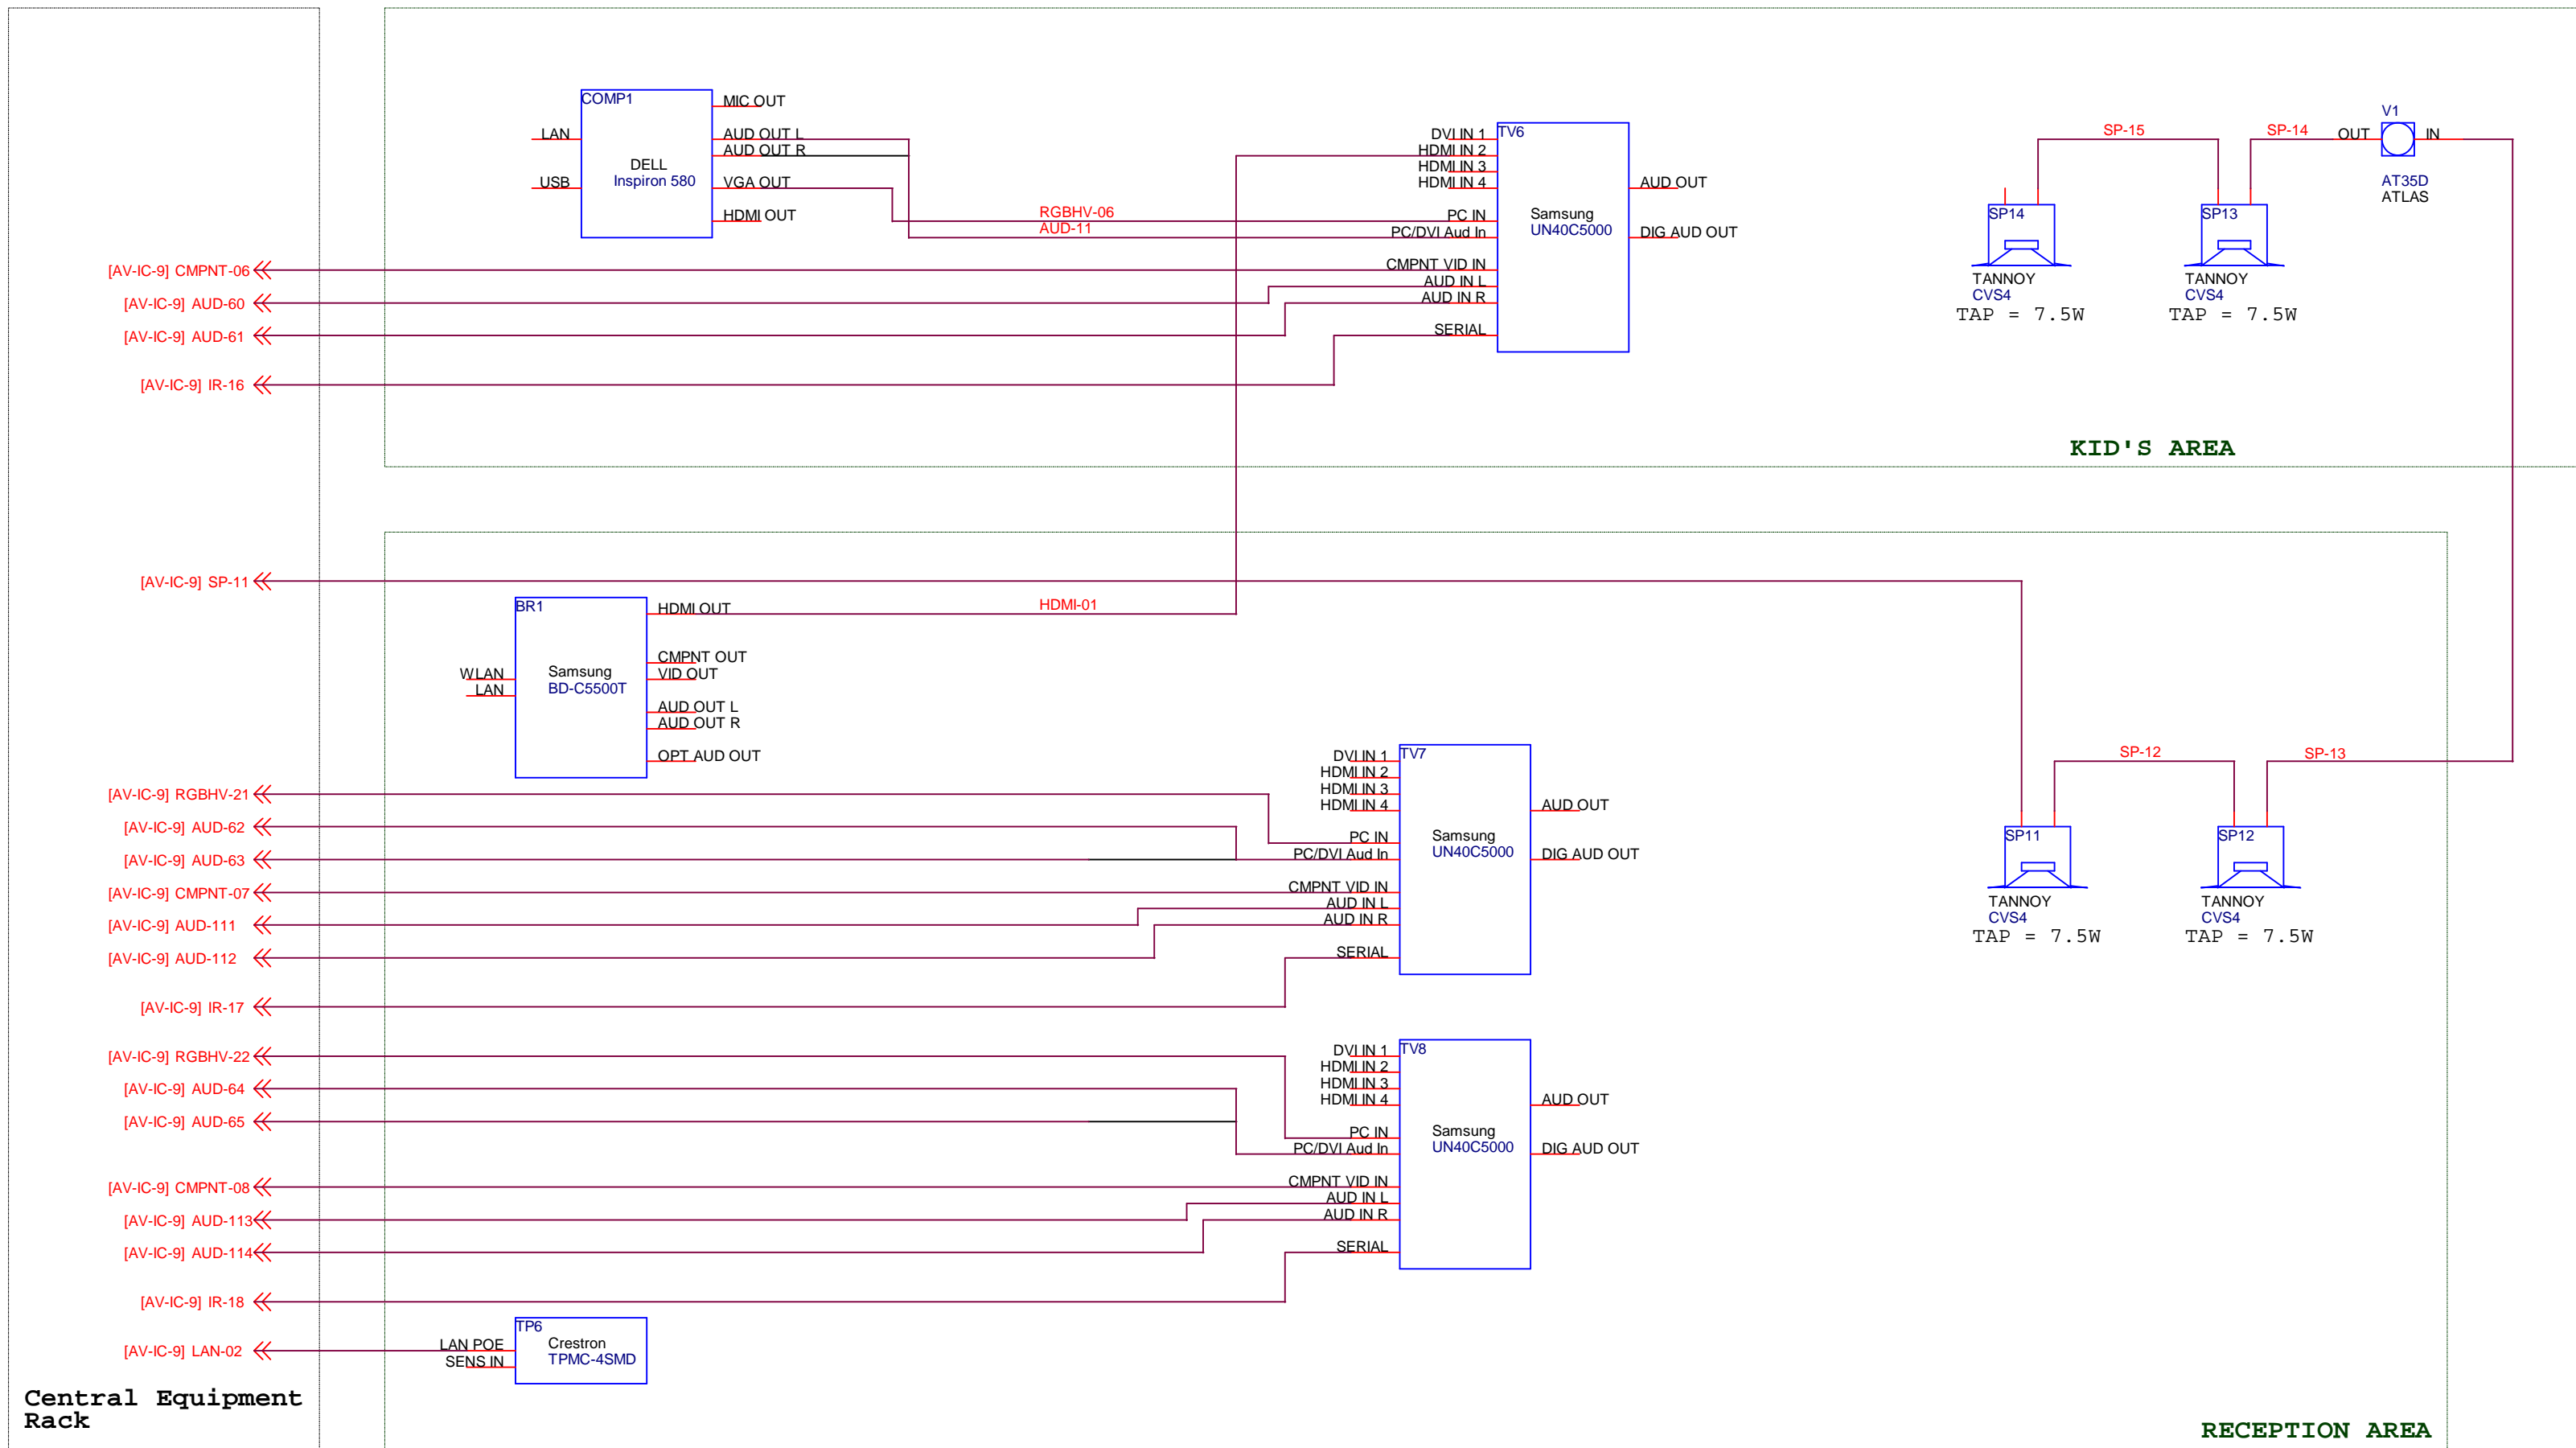 COMP1
MIC OUT
LAN
AUD OUT L
AUD OUT R
DELL
Inspiron 580
USB
VGA OUT
HDMI OUT
RGBHV-06
AUD-11
DVI IN 1
HDMI IN 2
HDMI IN 3
HDMI IN 4
PC IN
PC/DVI Aud In
CMPNT VID IN
AUD IN L
AUD IN R
SERIAL
TV6
Samsung
UN40C5000
AUD OUT
DIG AUD OUT
SP-15
SP-14
OUT
V1
IN
AT35D
ATLAS
SP14
TANNOY
CVS4
TAP = 7.5W
SP13
TANNOY
CVS4
TAP = 7.5W
[AV-IC-9] CMPNT-06
[AV-IC-9] AUD-60
[AV-IC-9] AUD-61
[AV-IC-9] IR-16
KID'S AREA
[AV-IC-9] SP-11
BR1
HDMI OUT
HDMI-01
CMPNT OUT
VID OUT
WLAN
LAN
Samsung
BD-C5500T
AUD OUT L
AUD OUT R
OPT AUD OUT
[AV-IC-9] RGBHV-21
[AV-IC-9] AUD-62
[AV-IC-9] AUD-63
[AV-IC-9] CMPNT-07
[AV-IC-9] AUD-111
[AV-IC-9] AUD-112
[AV-IC-9] IR-17
DVI IN 1
HDMI IN 2
HDMI IN 3
HDMI IN 4
PC IN
PC/DVI Aud In
CMPNT VID IN
AUD IN L
AUD IN R
SERIAL
TV7
Samsung
UN40C5000
AUD OUT
DIG AUD OUT
SP-12
SP-13
SP11
TANNOY
CVS4
TAP = 7.5W
SP12
TANNOY
CVS4
TAP = 7.5W
[AV-IC-9] RGBHV-22
[AV-IC-9] AUD-64
[AV-IC-9] AUD-65
[AV-IC-9] CMPNT-08
[AV-IC-9] AUD-113
[AV-IC-9] AUD-114
[AV-IC-9] IR-18
DVI IN 1
HDMI IN 2
HDMI IN 3
HDMI IN 4
PC IN
PC/DVI Aud In
CMPNT VID IN
AUD IN L
AUD IN R
SERIAL
TV8
Samsung
UN40C5000
AUD OUT
DIG AUD OUT
[AV-IC-9] LAN-02
LAN POE
SENS IN
TP6
Crestron
TPMC-4SMD
Central Equipment
Rack
RECEPTION AREA